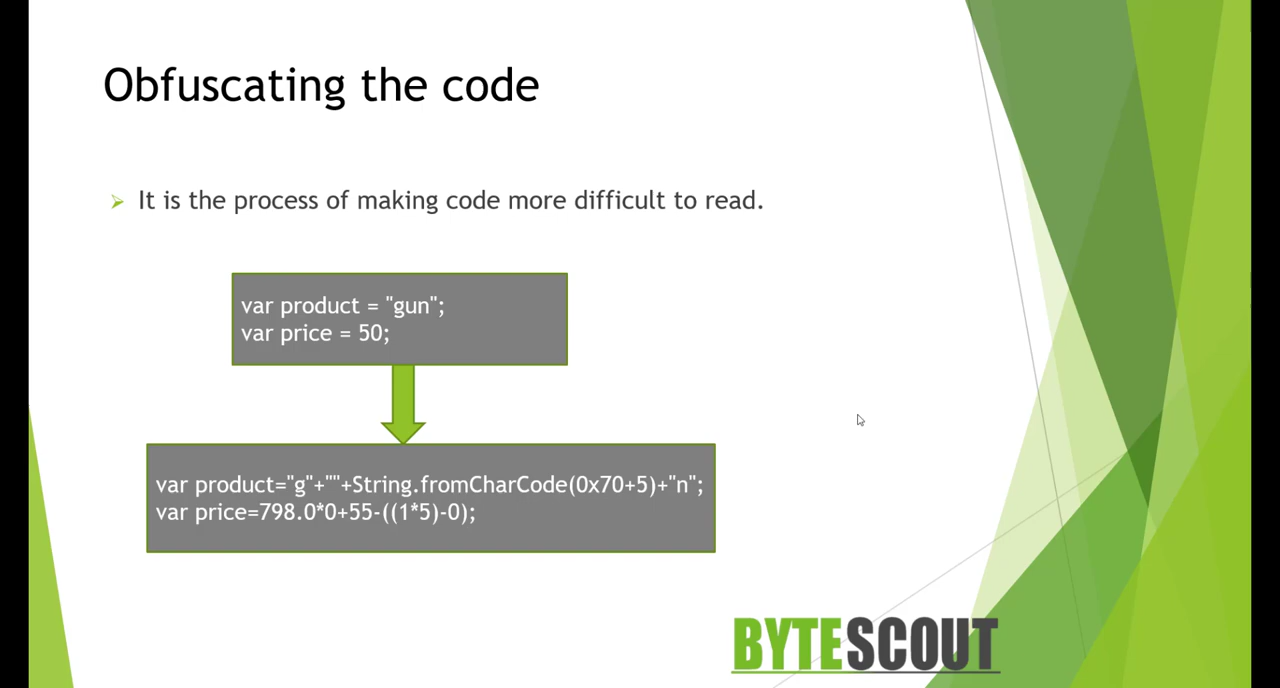 Obfuscating the code
It is the process of making code more difficult to read.
var product = "gun";
var price = 50;
var product="g"+""+String.fromCharCode(0x70+5)+"n";
var price=798.0*0+55-((1*5)-0);
BYTESCOUT